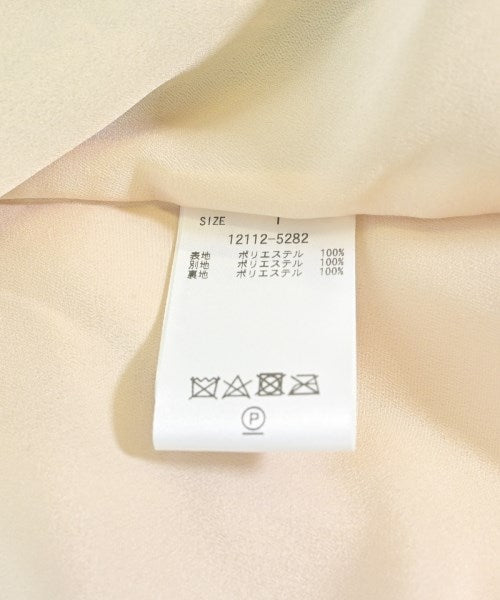 SIZE
12112-5282
表地 ポリエステル 100%
別地 ポリエステル 100%
裏地 ポリエステル 100%
P